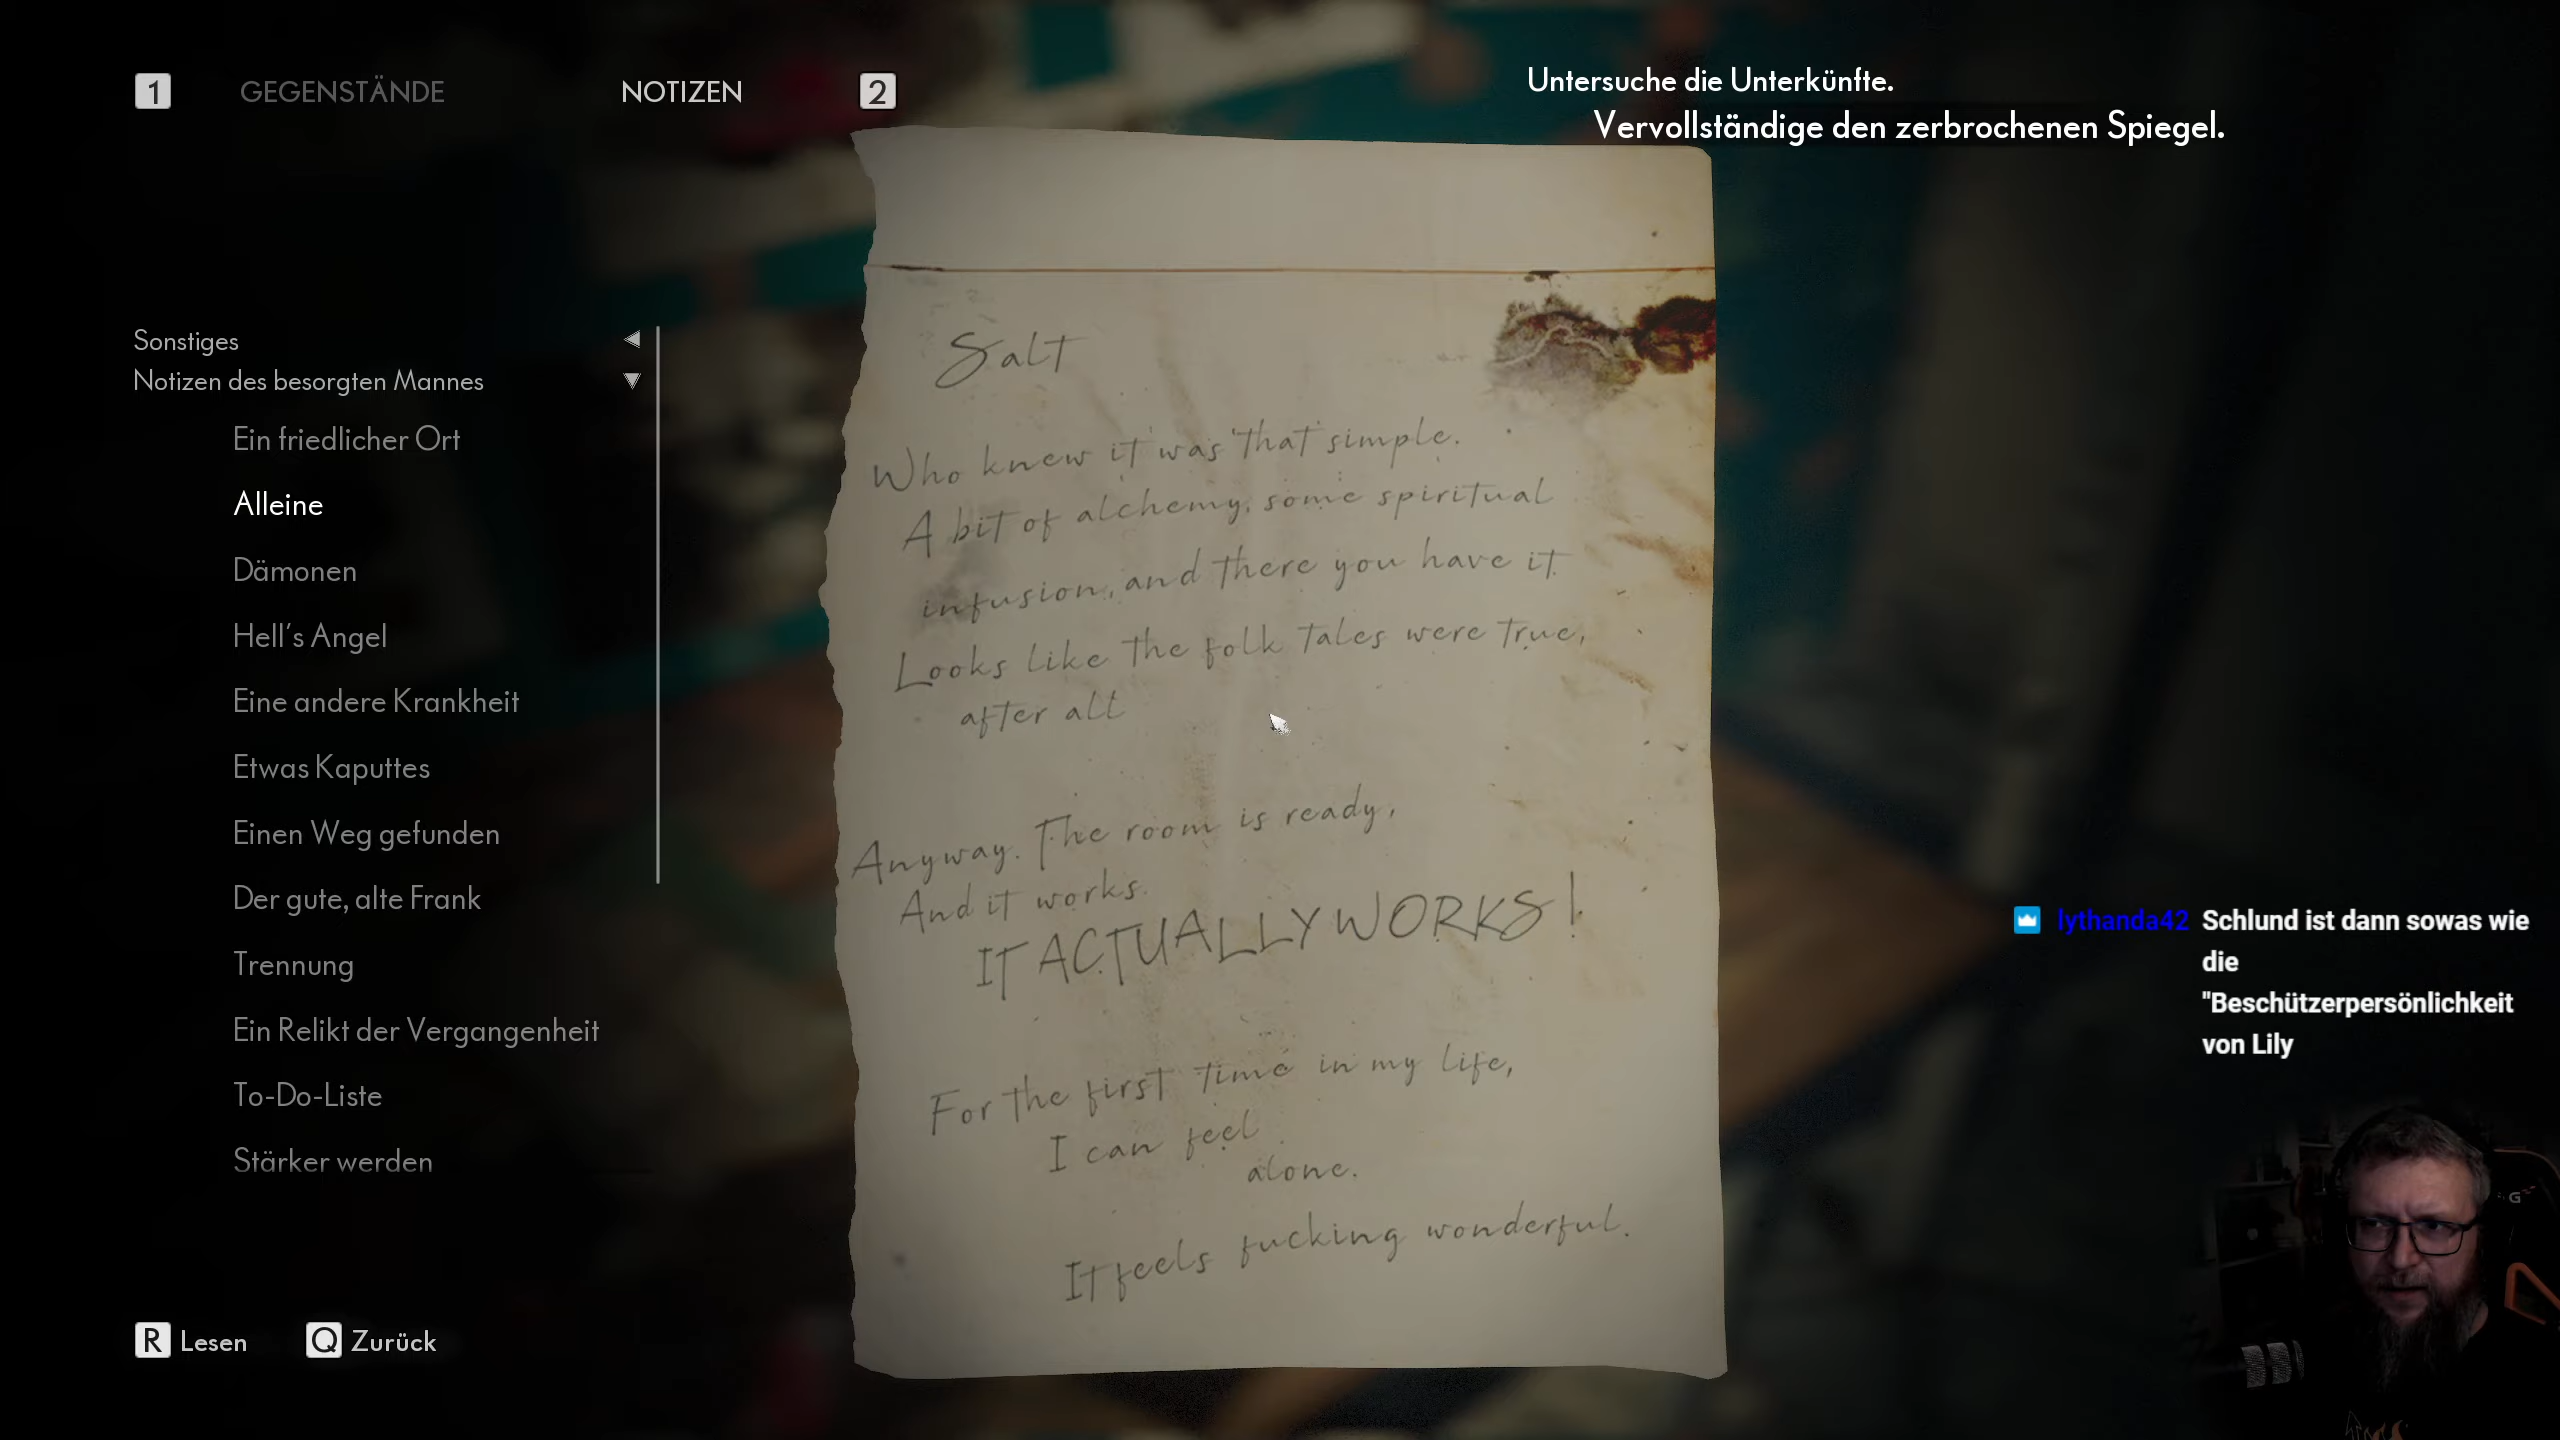 1 GEGENSTÄNDE NOTIZEN 2
Untersuche die Unterkünfte.
Vervollständige den zerbrochenen Spiegel.
Sonstiges
Notizen des besorgten Mannes
Ein friedlicher Ort
Alleine
Dämonen
Hell's Angel
Eine andere Krankheit
Etwas Kaputtes
Einen Weg gefunden
Der gute, alte Frank
Trennung
Ein Relikt der Vergangenheit
To-Do-Liste
Stärker werden
R Lesen Q Zurück
Salt
Who knew it was that simple.
A bit of alchemy, some spiritual
infusion, and there you have it.
Looks like the folk tales were true,
after all
Anyway. The room is ready,
And it works.
IT ACTUALLY WORKS!
For the first time in my life,
I can feel
alone.
It feels fucking wonderful.
lythanda42 Schlund ist dann sowas wie
die
"Beschützerpersönlichkeit
von Lily
G